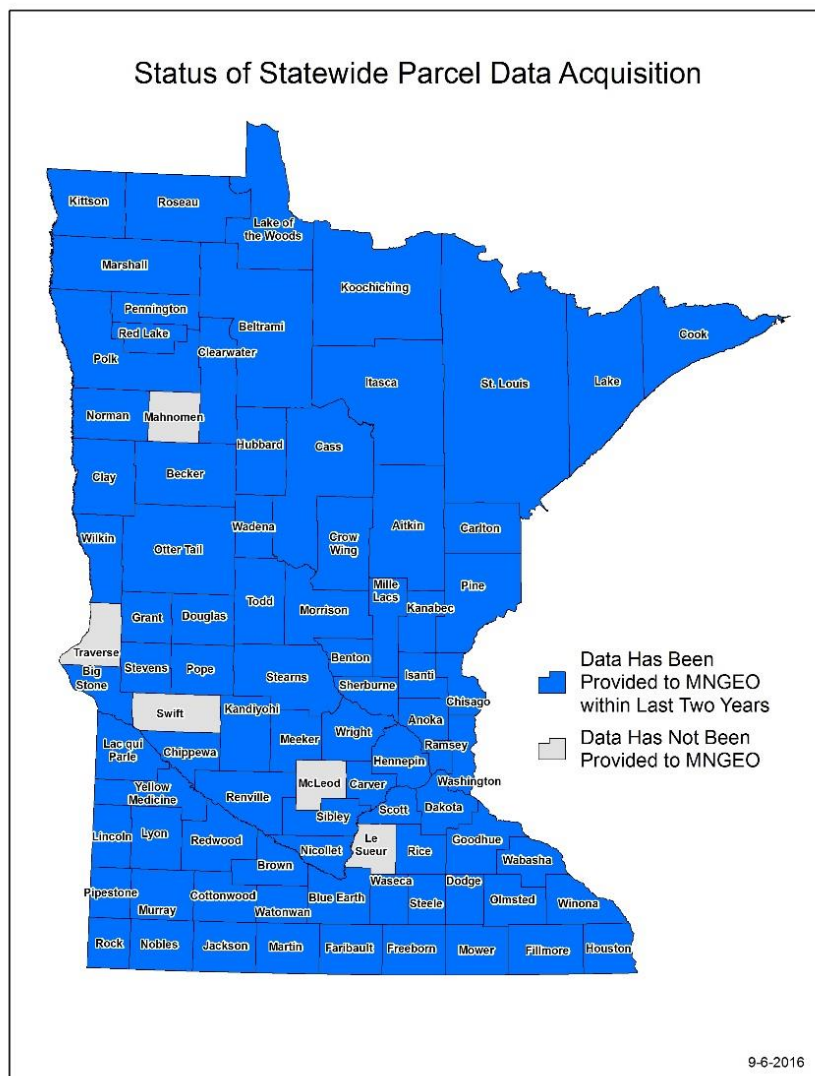 Status of Statewide Parcel Data Acquisition
Kittson
Roseau
Lake of
the Woods
Marshall
Koochiching
Pennington
Red Lake
Beltrami
Cook
Polk
Clearwater
Itasca
St. Louis
Lake
Norman
Mahnomen
Hubbard
Cass
Clay
Becker
Wadena
Aitkin
Carlton
Wilkin
Otter Tail
Crow
Wing
Pine
Mille
Lacs
Kanabec
Todd
Morrison
Grant
Douglas
Traverse
Benton
Big
Stone
Stevens
Pope
Stearns
Isanti
Sherburne
Chisago
Swift
Kandiyohi
Anoka
Meeker
Wright
Ramsey
Lac qui
Parle
Chippewa
Hennepin
Washington
McLeod
Carver
Yellow
Medicine
Renville
Scott
Dakota
Sibley
Lincoln
Lyon
Redwood
Nicollet
Le
Sueur
Rice
Goodhue
Wabasha
Brown
Waseca
Dodge
Pipestone
Murray
Cottonwood
Watonwan
Blue Earth
Steele
Olmsted
Winona
Rock
Nobles
Jackson
Martin
Faribault
Freeborn
Mower
Fillmore
Houston
Data Has Been
Provided to MNGEO
within Last Two Years
Data Has Not Been
Provided to MNGEO
9-6-2016